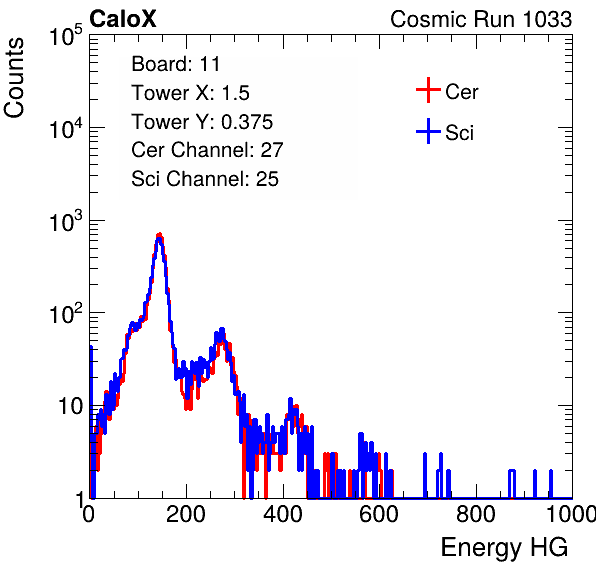 CaloX Cosmic Run 1033
Counts
10^5
10^4
10^3
10^2
10
1
Board: 11
Tower X: 1.5
Tower Y: 0.375
Cer Channel: 27
Sci Channel: 25
Cer
Sci
0 200 400 600 800 1000
Energy HG